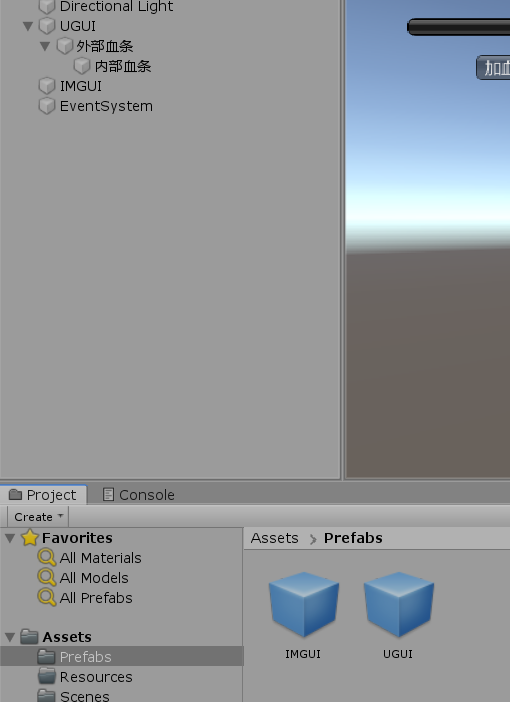 Directional Light
UGUI
外部血条
内部血条
IMGUI
EventSystem
加血
Project
Console
Create
Favorites
All Materials
All Models
All Prefabs
Assets
Prefabs
Resources
Scenes
Assets > Prefabs
IMGUI
UGUI